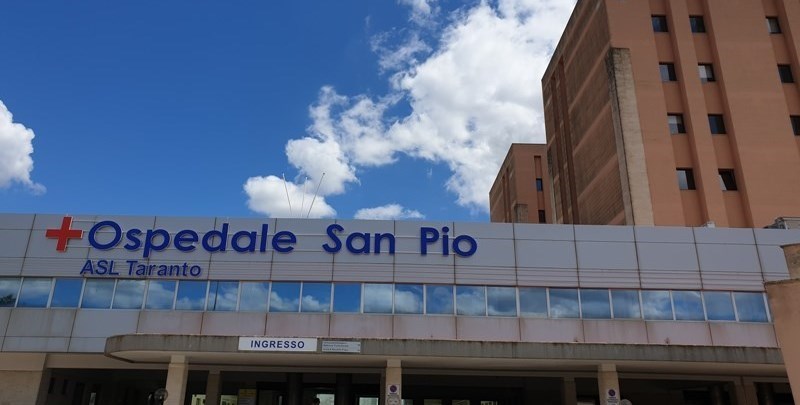 Ospedale San Pio
ASL Taranto
INGRESSO